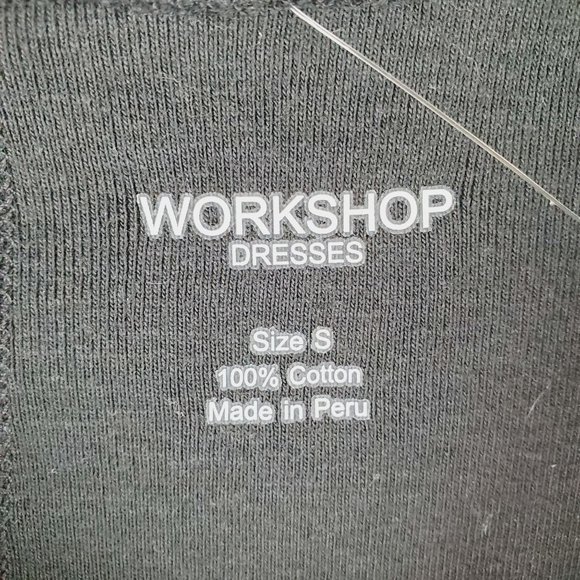 WORKSHOP
DRESSES
Size S
100% Cotton
Made in Peru